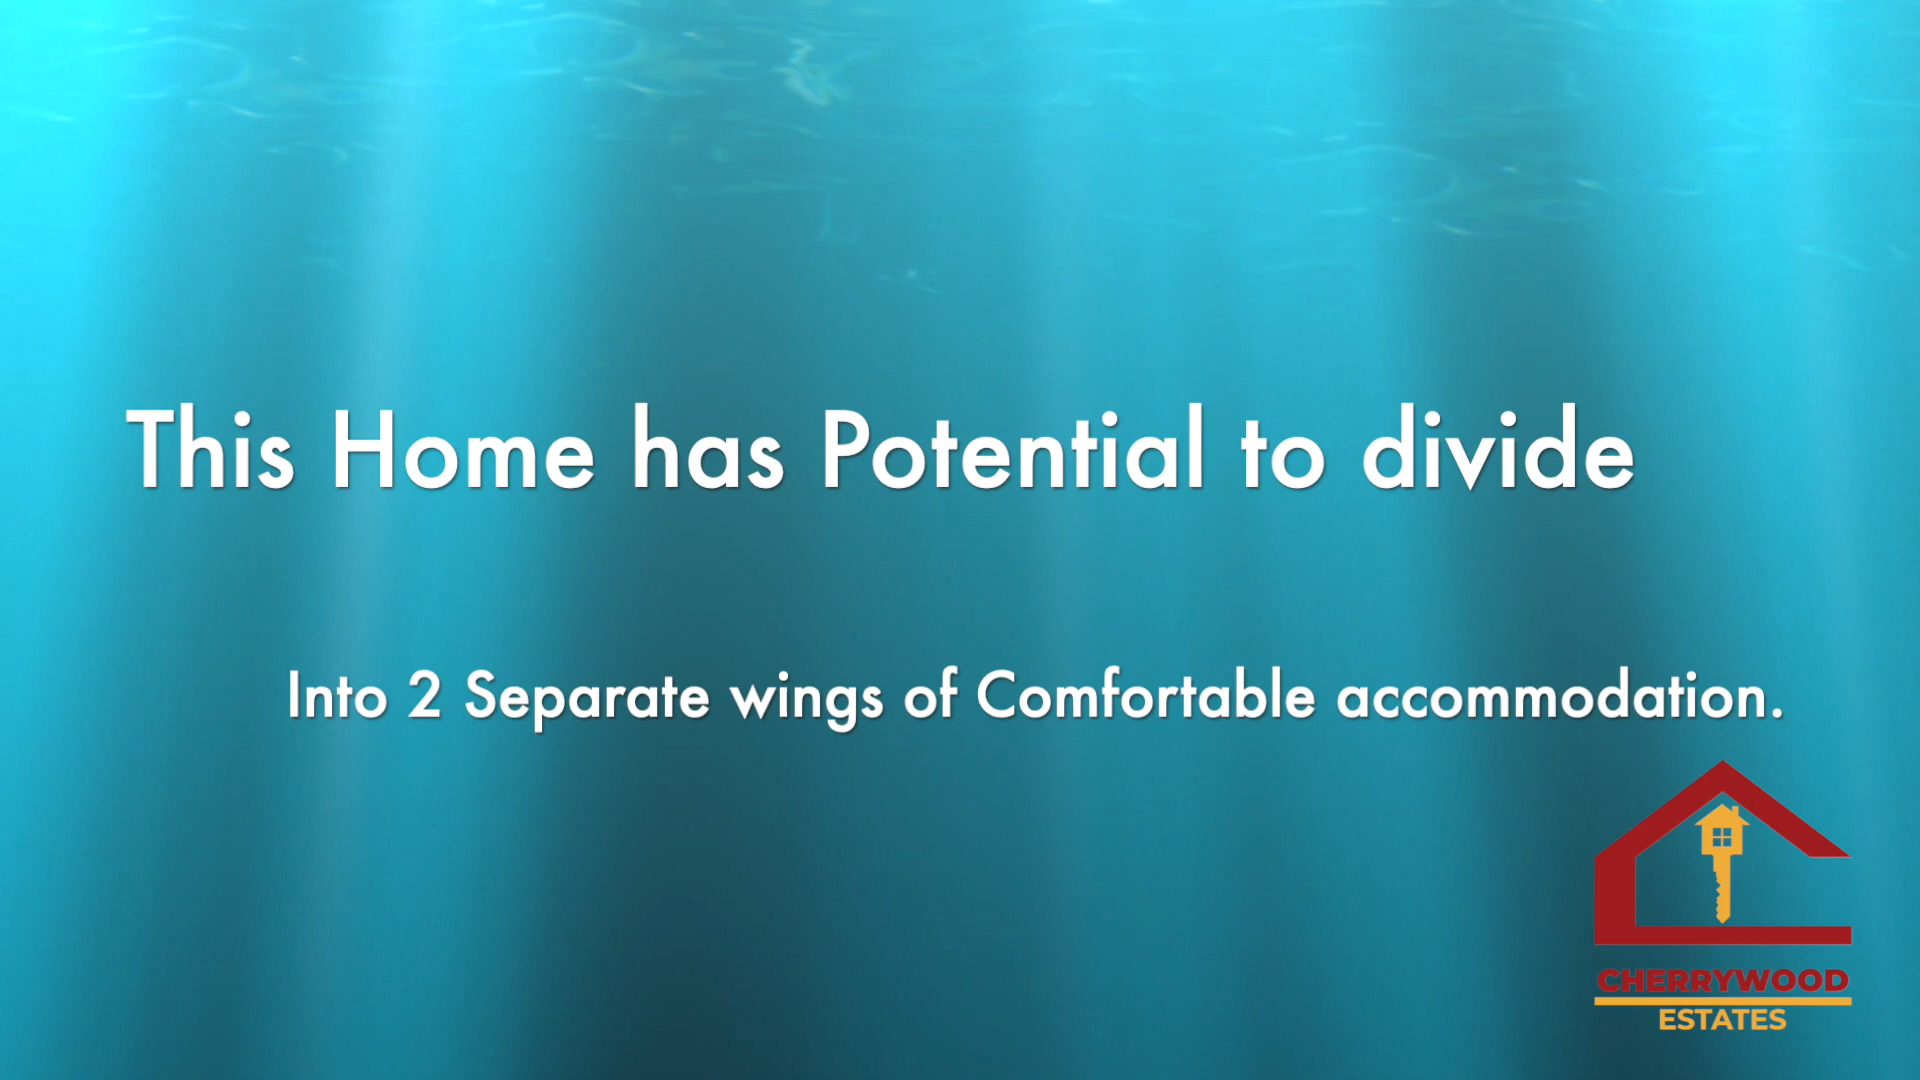 This Home has Potential to divide
Into 2 Separate wings of Comfortable accommodation.
CHERRYWOOD
ESTATES